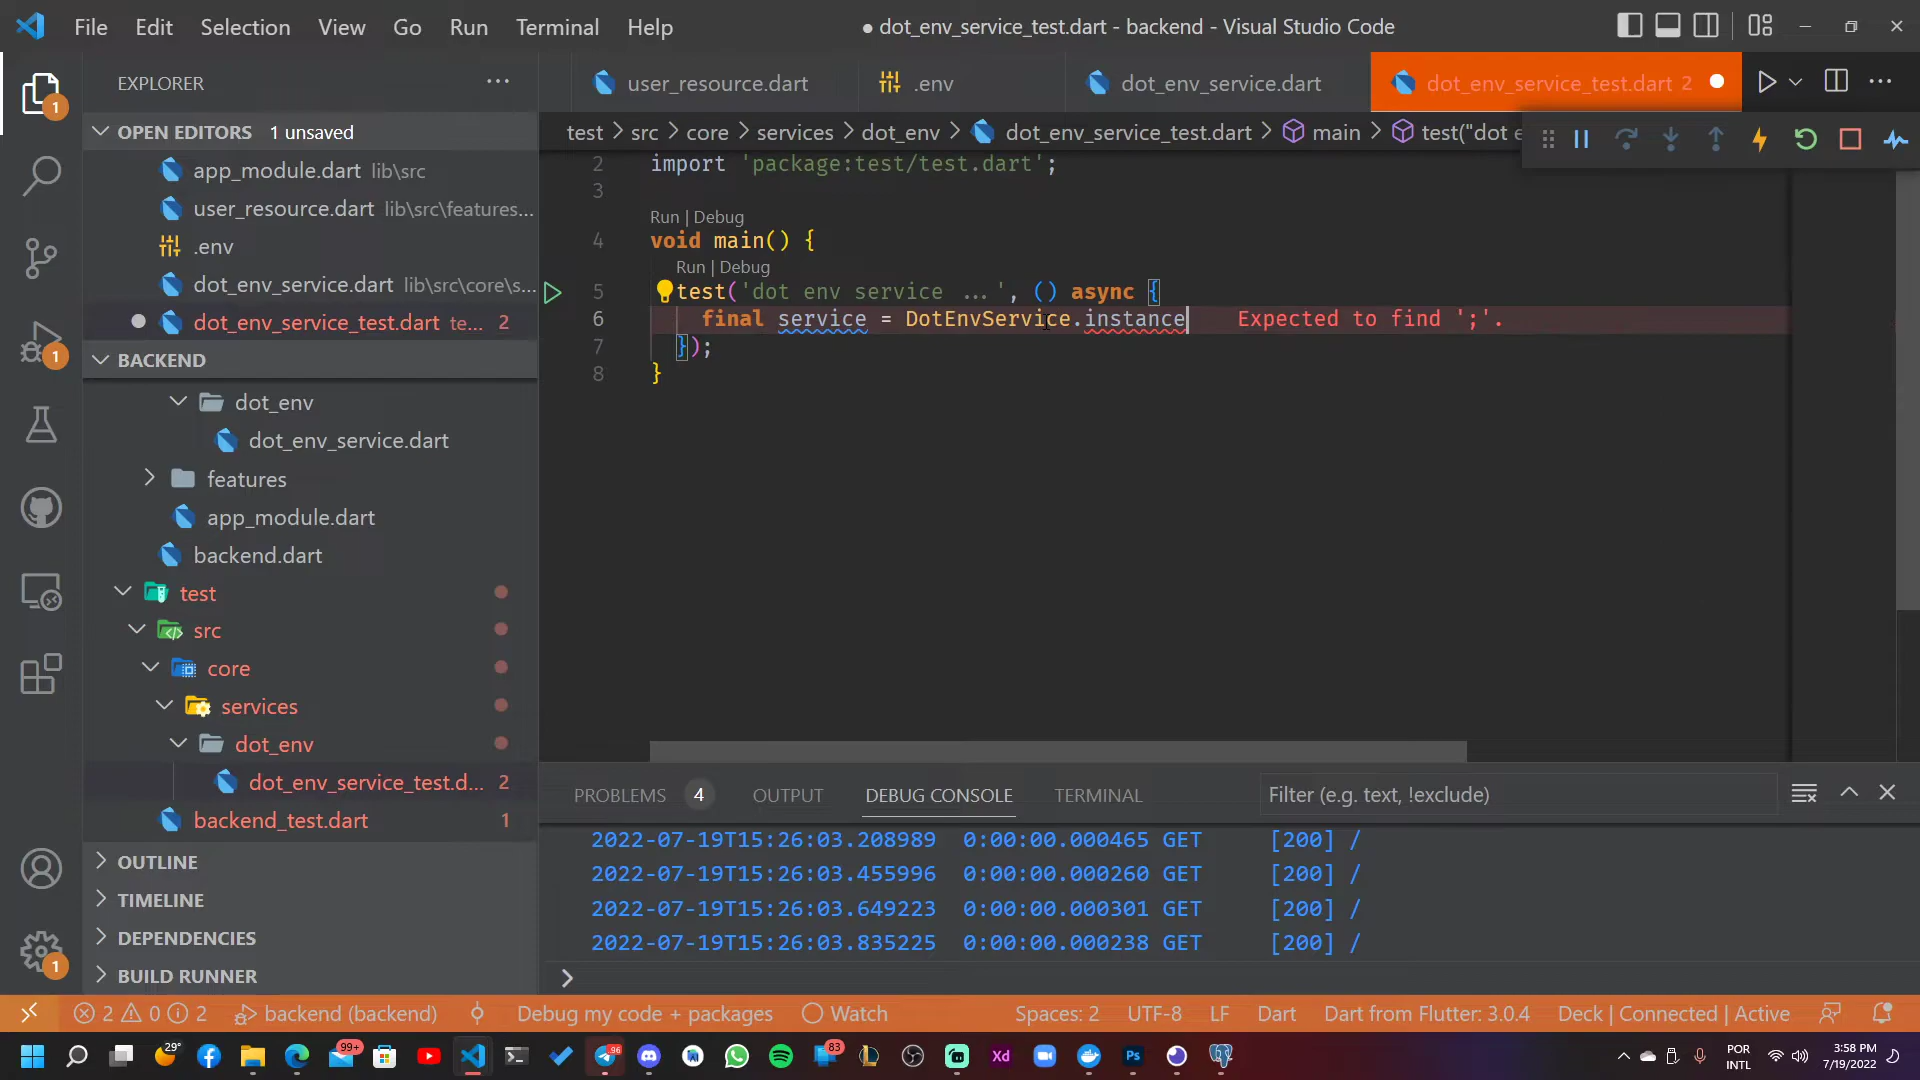 File Edit Selection View Go Run Terminal Help
● dot_env_service_test.dart - backend - Visual Studio Code
EXPLORER
user_resource.dart
.env
dot_env_service.dart
dot_env_service_test.dart 2
1
OPEN EDITORS 1 unsaved
test > src > core > services > dot_env > dot_env_service_test.dart > main > test("dot e
app_module.dart lib\src
user_resource.dart lib\src\features...
.env
dot_env_service.dart lib\src\core\s...
dot_env_service_test.dart te... 2
1
BACKEND
dot_env
dot_env_service.dart
features
app_module.dart
backend.dart
test
src
core
services
dot_env
dot_env_service_test.d... 2
backend_test.dart 1
OUTLINE
TIMELINE
DEPENDENCIES
BUILD RUNNER
1
2 import 'package:test/test.dart';
3
Run | Debug
4 void main() {
Run | Debug
5 test('dot env service ...', () async {
6 final service = DotEnvService.instance Expected to find ';'.
7 });
8 }
PROBLEMS 4 OUTPUT DEBUG CONSOLE TERMINAL
Filter (e.g. text, !exclude)
2022-07-19T15:26:03.208989 0:00:00.000465 GET [200] /
2022-07-19T15:26:03.455996 0:00:00.000260 GET [200] /
2022-07-19T15:26:03.649223 0:00:00.000301 GET [200] /
2022-07-19T15:26:03.835225 0:00:00.000238 GET [200] /
>
2 0 2 backend (backend) Debug my code + packages Watch Spaces: 2 UTF-8 LF Dart Dart from Flutter: 3.0.4 Deck | Connected | Active
29° 99+ 96 83 Xd Ps
POR
INTL
3:58 PM
7/19/2022